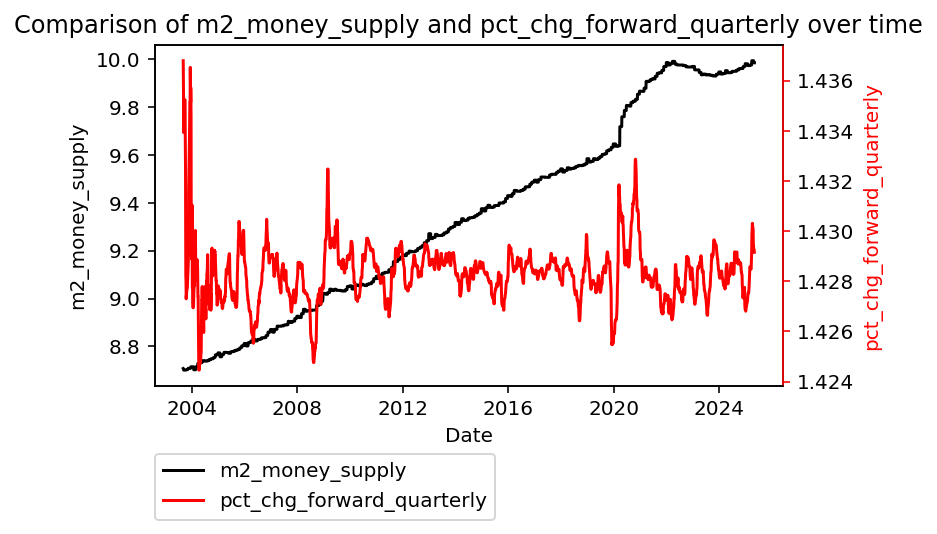 Comparison of m2_money_supply and pct_chg_forward_quarterly over time
m2_money_supply
10.0
9.8
9.6
9.4
9.2
9.0
8.8
1.436
1.434
1.432
1.430
1.428
1.426
1.424
pct_chg_forward_quarterly
2004 2008 2012 2016 2020 2024
Date
m2_money_supply
pct_chg_forward_quarterly